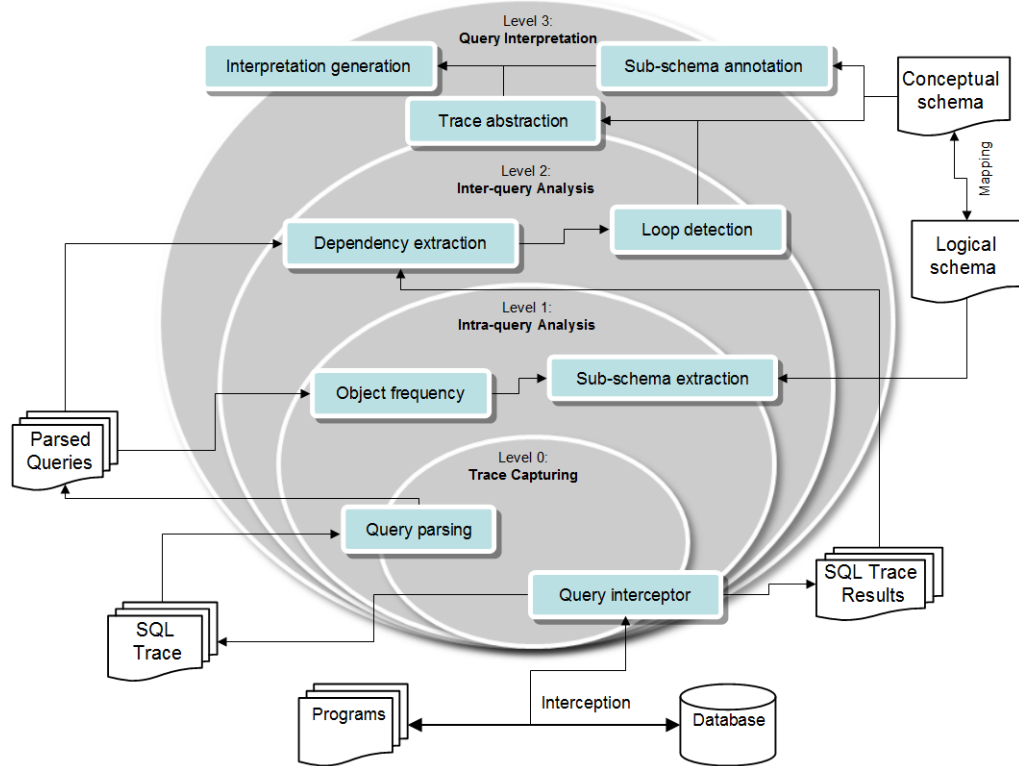 Level 3:
Query Interpretation
Interpretation generation
Sub-schema annotation
Conceptual
schema
Trace abstraction
Mapping
Level 2:
Inter-query Analysis
Dependency extraction
Loop detection
Logical
schema
Level 1:
Intra-query Analysis
Object frequency
Sub-schema extraction
Parsed
Queries
Level 0:
Trace Capturing
Query parsing
Query interceptor
SQL Trace
Results
SQL
Trace
Programs
Interception
Database